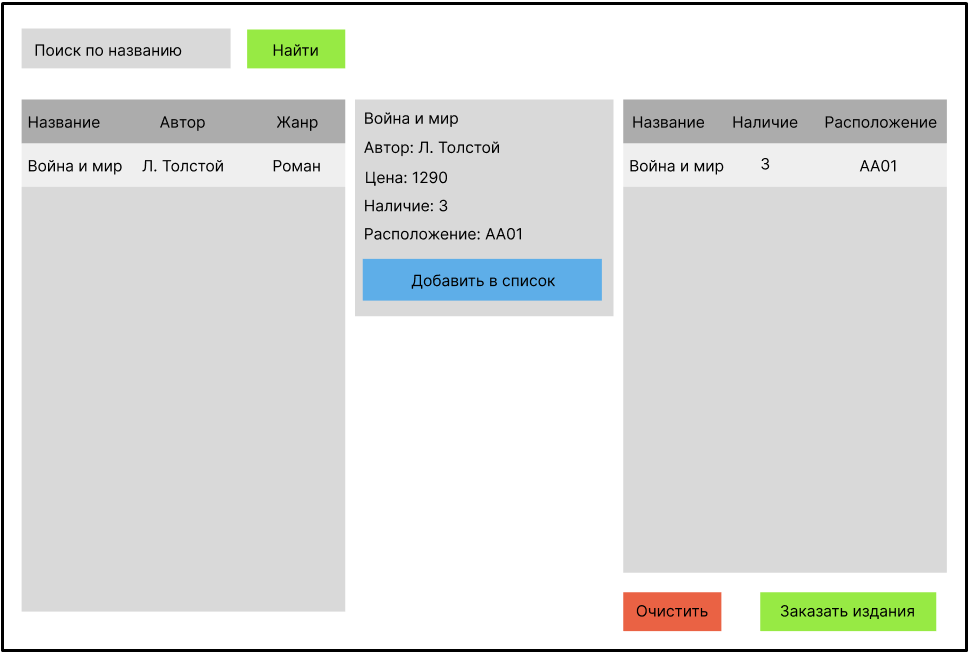 Поиск по названию
Найти
Название Автор Жанр
Война и мир Л. Толстой Роман
Война и мир
Автор: Л. Толстой
Цена: 1290
Наличие: 3
Расположение: АА01
Добавить в список
Название Наличие Расположение
Война и мир 3 АА01
Очистить
Заказать издания